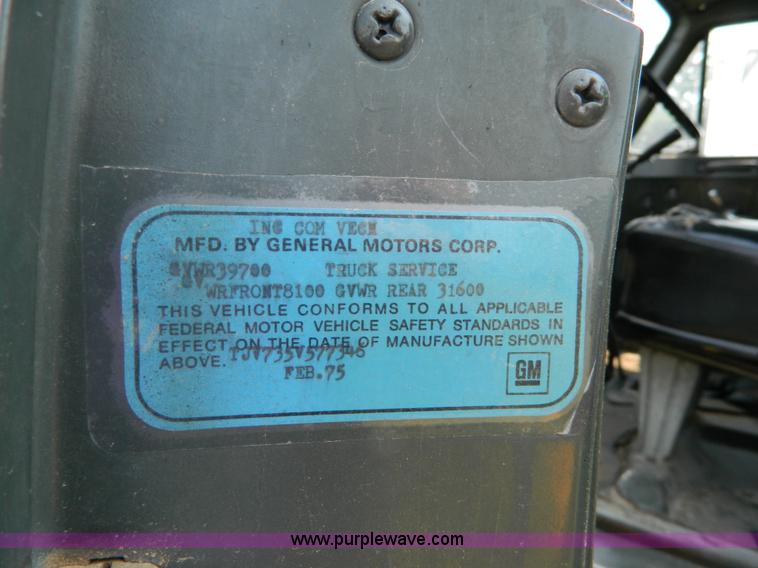 INC COM VECH
MFD. BY GENERAL MOTORS CORP.
GVWR39700 TRUCK SERVICE
GV
WRFRONT8100 GVWR REAR 31600
THIS VEHICLE CONFORMS TO ALL APPLICABLE
FEDERAL MOTOR VEHICLE SAFETY STANDARDS IN
EFFECT ON THE DATE OF MANUFACTURE SHOWN
ABOVE. TJV735V577346
FEB.75
GM
www.purplewave.com